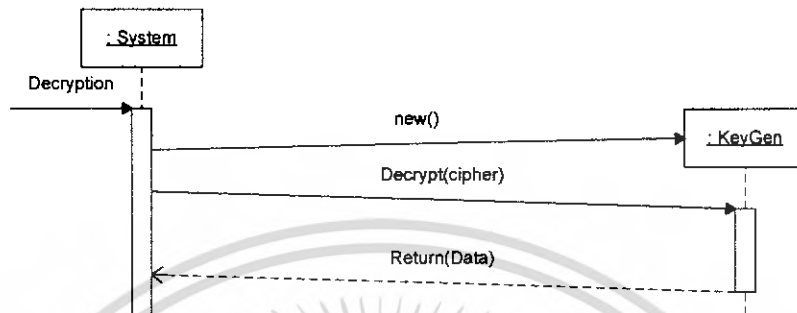 : System
Decryption
new()
: KeyGen
Decrypt(cipher)
Return(Data)